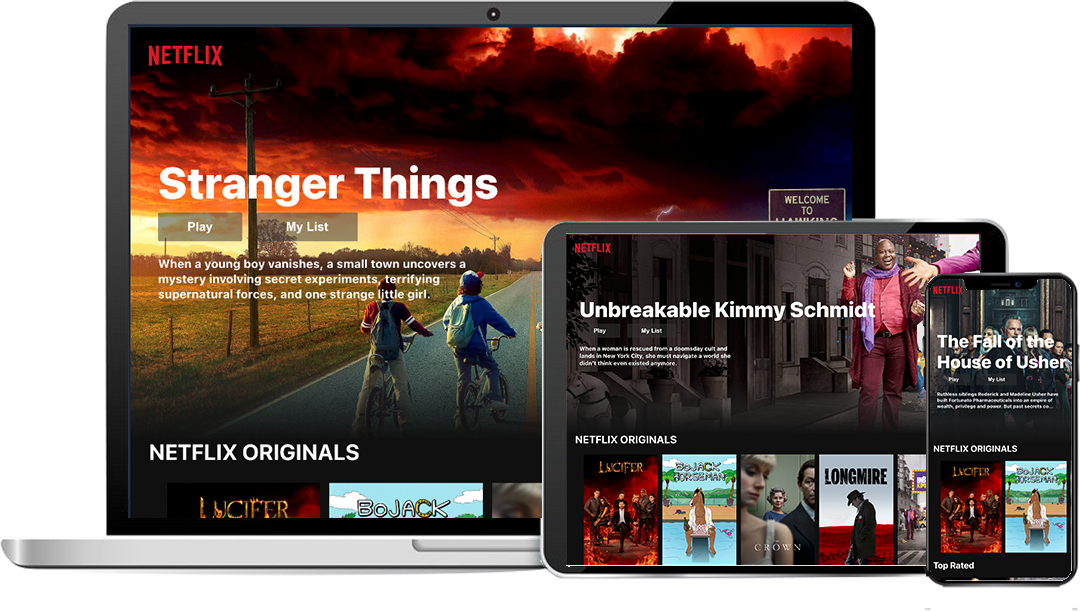 NETFLIX
Stranger Things
Play
My List
When a young boy vanishes, a small town uncovers a
mystery involving secret experiments, terrifying
supernatural forces, and one strange little girl.
WELCOME
TO
HAWKINS
NETFLIX ORIGINALS
LUCIFER
BOJACK
NETFLIX
Unbreakable Kimmy Schmidt
Play
My List
When a woman is rescued from a doomsday cult and
lands in New York City, she must navigate a world she
didn't think even existed anymore.
NETFLIX ORIGINALS
LUCIFER
BOJACK
HORSEMAN
THE
CROWN
LONGMIRE
NETFLIX
The Fall of the
House of Usher
Play
My List
Ruthless siblings Roderick and Madeline Usher have
built Fortunato Pharmaceuticals into an empire of
wealth, privilege and power. But past secrets co...
NETFLIX ORIGINALS
LUCIFER
BOJACK
HORSEMAN
Top Rated